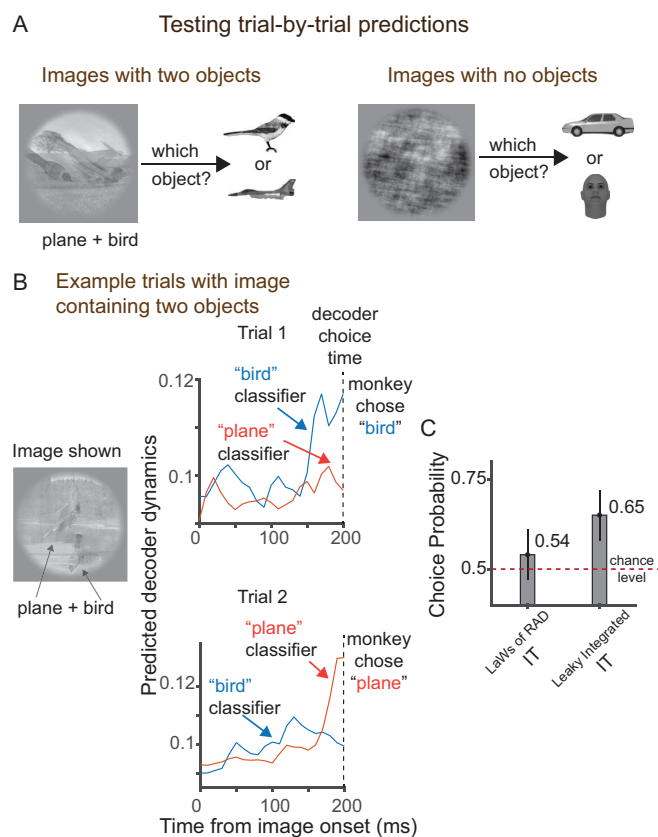 A
Testing trial-by-trial predictions
Images with two objects
Images with no objects
which
object?
or
plane + bird
which
object?
or
B
Example trials with image
containing two objects
Image shown
plane + bird
Predicted decoder dynamics
Trial 1
decoder
choice
time
0.12
0.1
"bird"
classifier
"plane"
classifier
monkey
chose
"bird"
0
100
200
Trial 2
0.12
0.1
"plane"
classifier
"bird"
classifier
monkey
chose
"plane"
0
100
200
Time from image onset (ms)
C
Choice Probability
0.75
0.5
0.54
0.65
chance
level
LaWs of RAD
IT
Leaky Integrated
IT